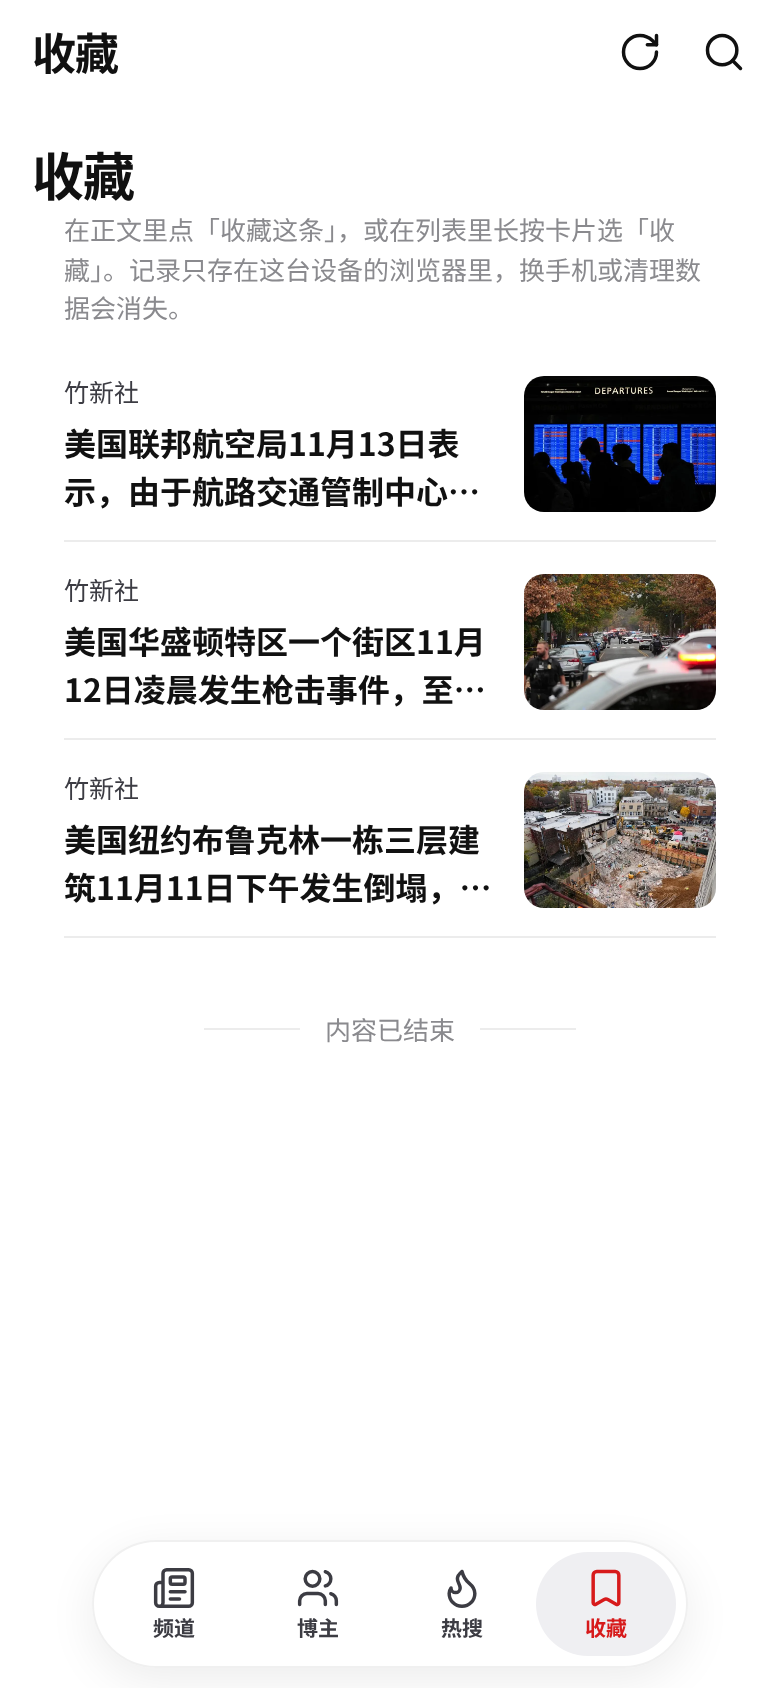 收藏
收藏
在正文里点「收藏这条」，或在列表里长按卡片选「收
藏」。记录只存在这台设备的浏览器里，换手机或清理数
据会消失。
竹新社
美国联邦航空局11月13日表
示，由于航路交通管制中心…
DEPARTURES
竹新社
美国华盛顿特区一个街区11月
12日凌晨发生枪击事件，至…
竹新社
美国纽约布鲁克林一栋三层建
筑11月11日下午发生倒塌，…
内容已结束
频道
博主
热搜
收藏